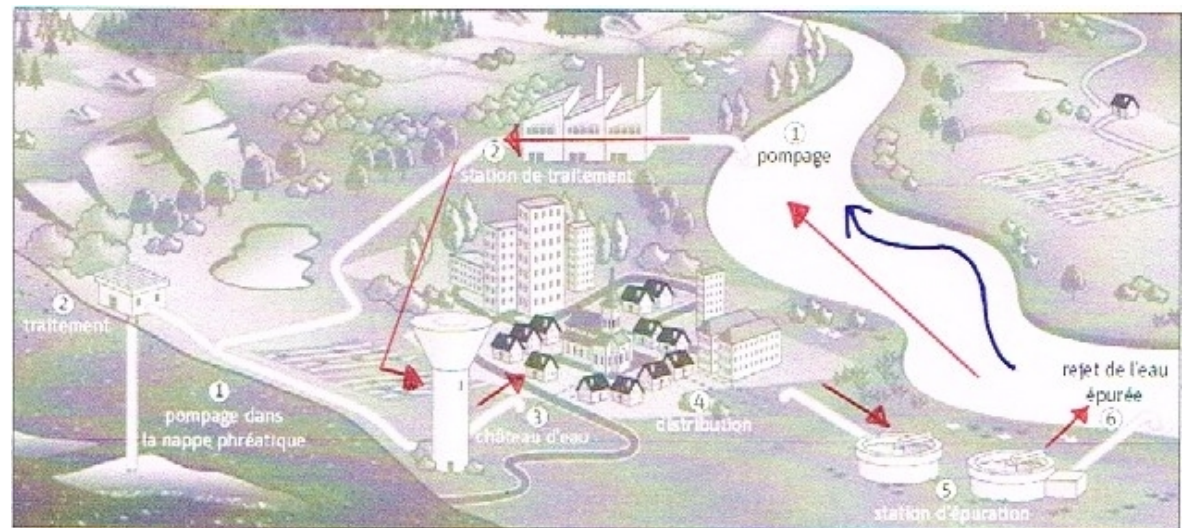 ①
pompage
②
station de traitement
②
traitement
①
pompage dans
la nappe phréatique
③
château d'eau
④
distribution
rejet de l'eau
épurée
⑥
⑤
station d'épuration